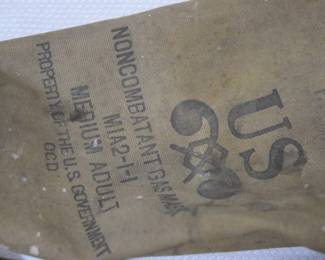 US
NONCOMBATANT GAS MASK
M1A2-1-1
MEDIUM ADULT
PROPERTY OF THE U.S. GOVERNMENT
OCD